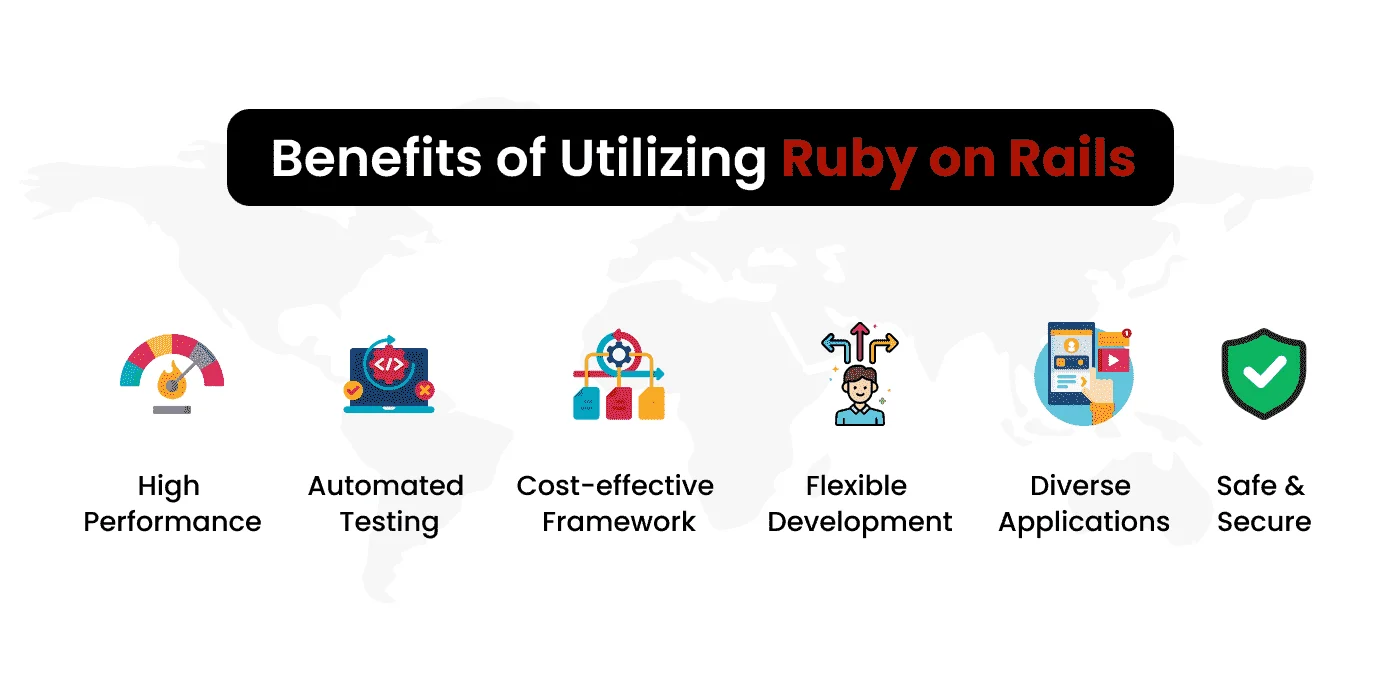 Benefits of Utilizing Ruby on Rails
</>
High
Performance
Automated
Testing
Cost-effective
Framework
Flexible
Development
Diverse
Applications
Safe &
Secure